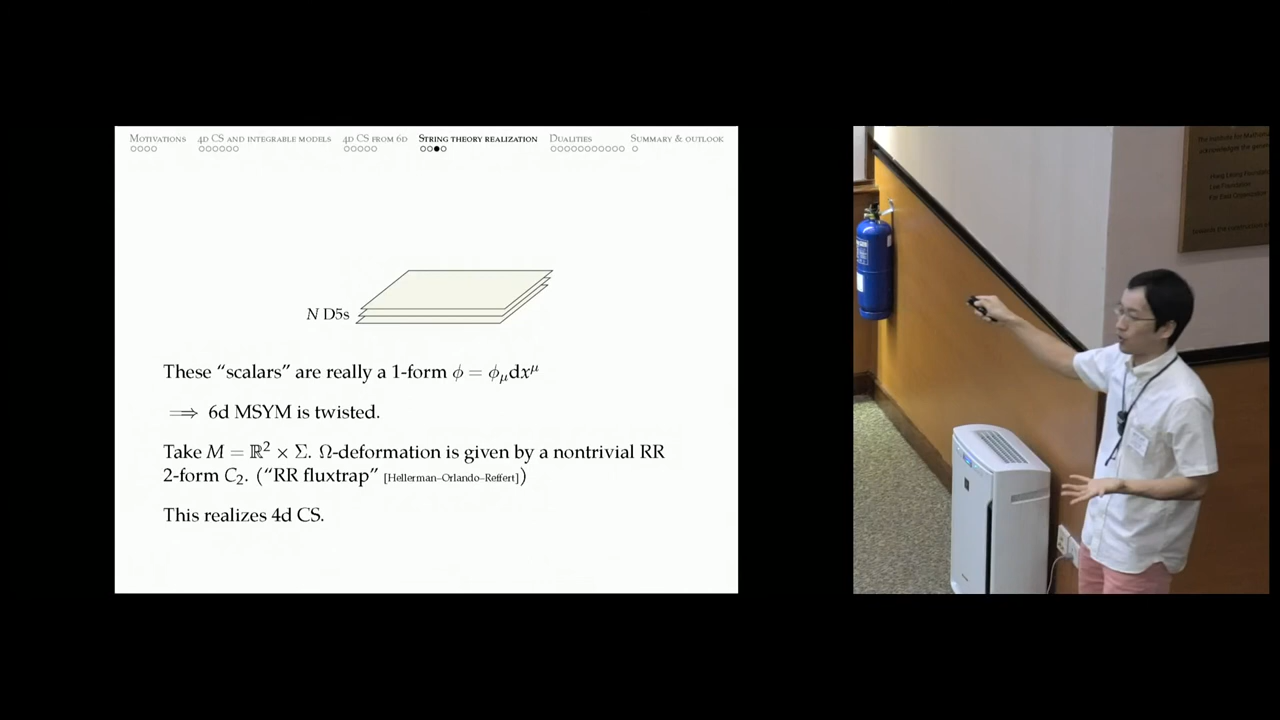 MOTIVATIONS 4D CS AND INTEGRABLE MODELS 4D CS FROM 6D STRING THEORY REALIZATION DUALITIES SUMMARY & OUTLOOK
N D5s
These “scalars” are really a 1-form ϕ = ϕμdxμ
⟹ 6d MSYM is twisted.
Take M = ℝ² × Σ. Ω-deformation is given by a nontrivial RR
2-form C₂. (“RR fluxtrap” [Hellerman–Orlando–Reffert])
This realizes 4d CS.